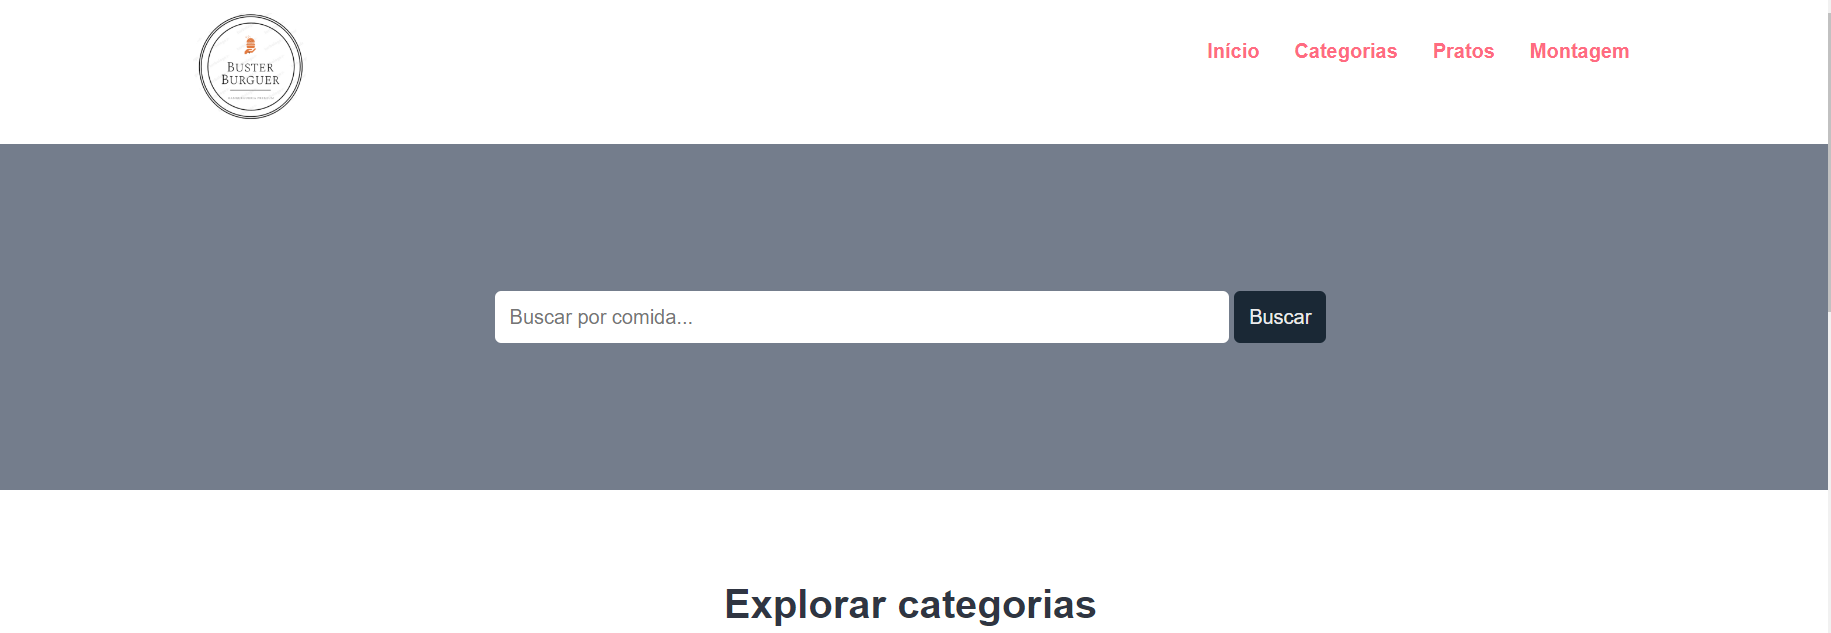 BUSTER
BURGUER
Início Categorias Pratos Montagem
Buscar por comida... Buscar
Explorar categorias